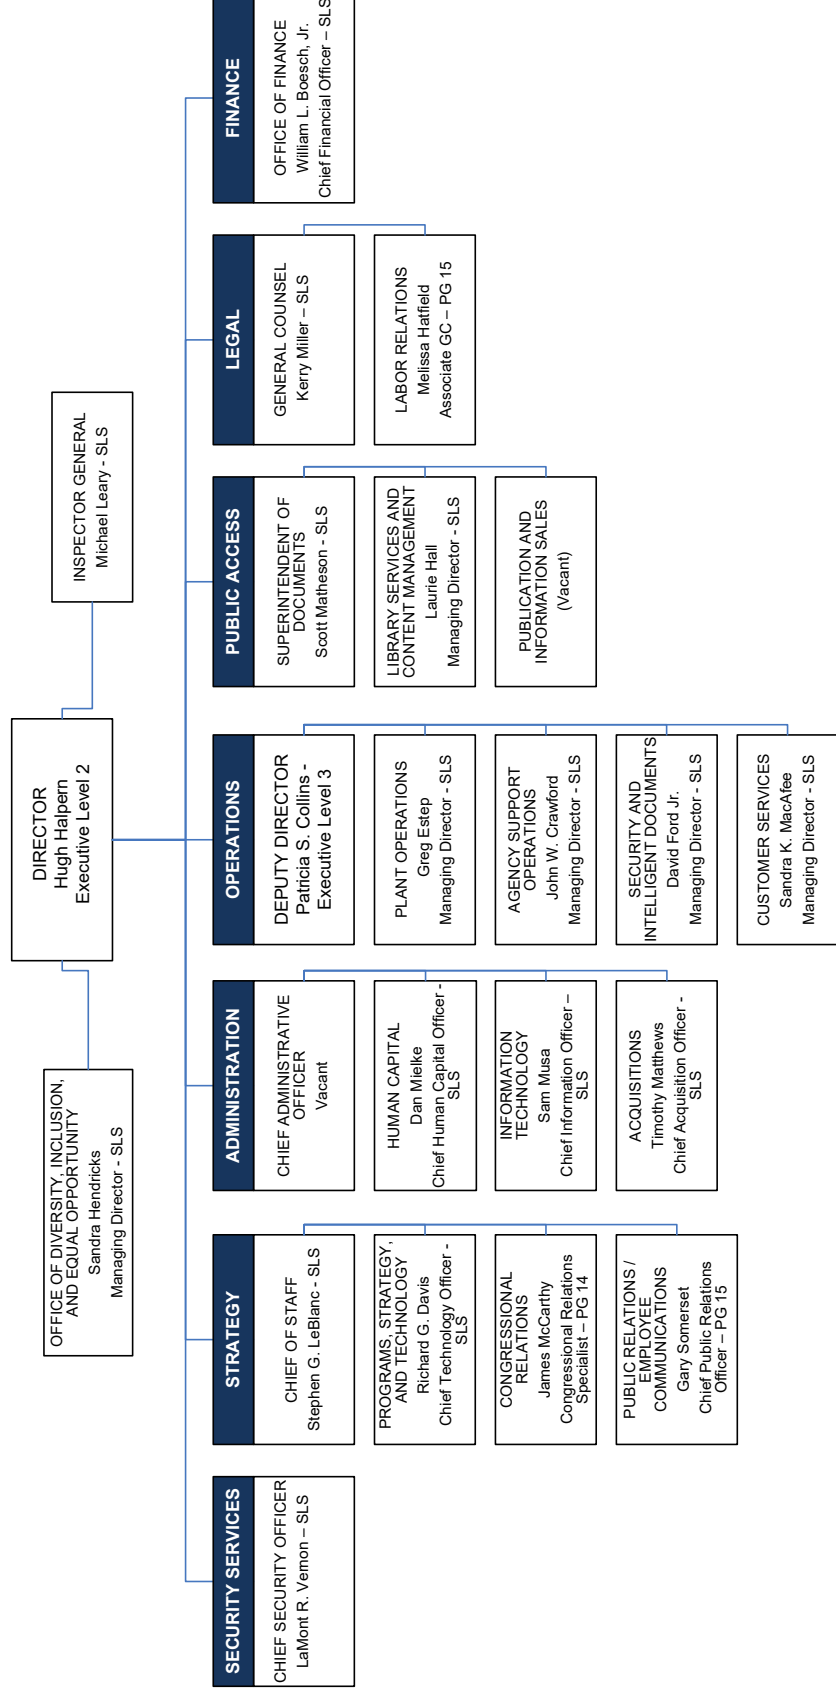 DIRECTOR
Hugh Halpern
Executive Level 2
OFFICE OF DIVERSITY, INCLUSION,
AND EQUAL OPPORTUNITY
Sandra Hendricks
Managing Director - SLS
INSPECTOR GENERAL
Michael Leary - SLS
SECURITY SERVICES
CHIEF SECURITY OFFICER
LaMont R. Vernon – SLS
STRATEGY
CHIEF OF STAFF
Stephen G. LeBlanc - SLS
PROGRAMS, STRATEGY,
AND TECHNOLOGY
Richard G. Davis
Chief Technology Officer -
SLS
CONGRESSIONAL
RELATIONS
James McCarthy
Congressional Relations
Specialist – PG 14
PUBLIC RELATIONS /
EMPLOYEE
COMMUNICATIONS
Gary Somerset
Chief Public Relations
Officer – PG 15
ADMINISTRATION
CHIEF ADMINISTRATIVE
OFFICER
Vacant
HUMAN CAPITAL
Dan Mielke
Chief Human Capital Officer -
SLS
INFORMATION
TECHNOLOGY
Sam Musa
Chief Information Officer –
SLS
ACQUISITIONS
Timothy Matthews
Chief Acquisition Officer -
SLS
OPERATIONS
DEPUTY DIRECTOR
Patricia S. Collins -
Executive Level 3
PLANT OPERATIONS
Greg Estep
Managing Director - SLS
AGENCY SUPPORT
OPERATIONS
John W. Crawford
Managing Director - SLS
SECURITY AND
INTELLIGENT DOCUMENTS
David Ford Jr.
Managing Director - SLS
CUSTOMER SERVICES
Sandra K. MacAfee
Managing Director - SLS
PUBLIC ACCESS
SUPERINTENDENT OF
DOCUMENTS
Scott Matheson - SLS
LIBRARY SERVICES AND
CONTENT MANAGEMENT
Laurie Hall
Managing Director - SLS
PUBLICATION AND
INFORMATION SALES
(Vacant)
LEGAL
GENERAL COUNSEL
Kerry Miller – SLS
LABOR RELATIONS
Melissa Hatfield
Associate GC – PG 15
FINANCE
OFFICE OF FINANCE
William L. Boesch, Jr.
Chief Financial Officer – SLS